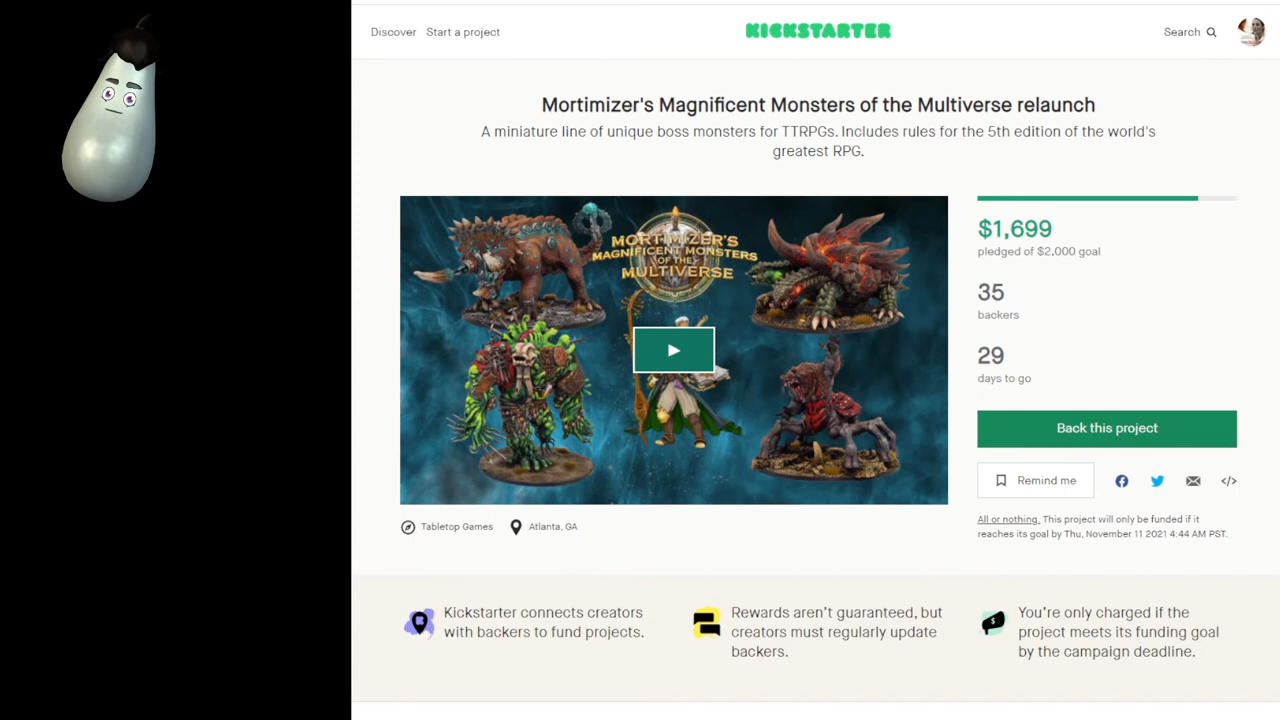 Discover Start a project
KICKSTARTER
Search
Mortimizer's Magnificent Monsters of the Multiverse relaunch
A miniature line of unique boss monsters for TTRPGs. Includes rules for the 5th edition of the world's
greatest RPG.
MORTIMIZER'S
MAGNIFICENT MONSTERS
OF THE
MULTIVERSE
$1,699
pledged of $2,000 goal
35
backers
29
days to go
Back this project
Remind me
Tabletop Games Atlanta, GA
All or nothing. This project will only be funded if it
reaches its goal by Thu, November 11 2021 4:44 AM PST.
Kickstarter connects creators
with backers to fund projects.
Rewards aren’t guaranteed, but
creators must regularly update
backers.
You’re only charged if the
project meets its funding goal
by the campaign deadline.